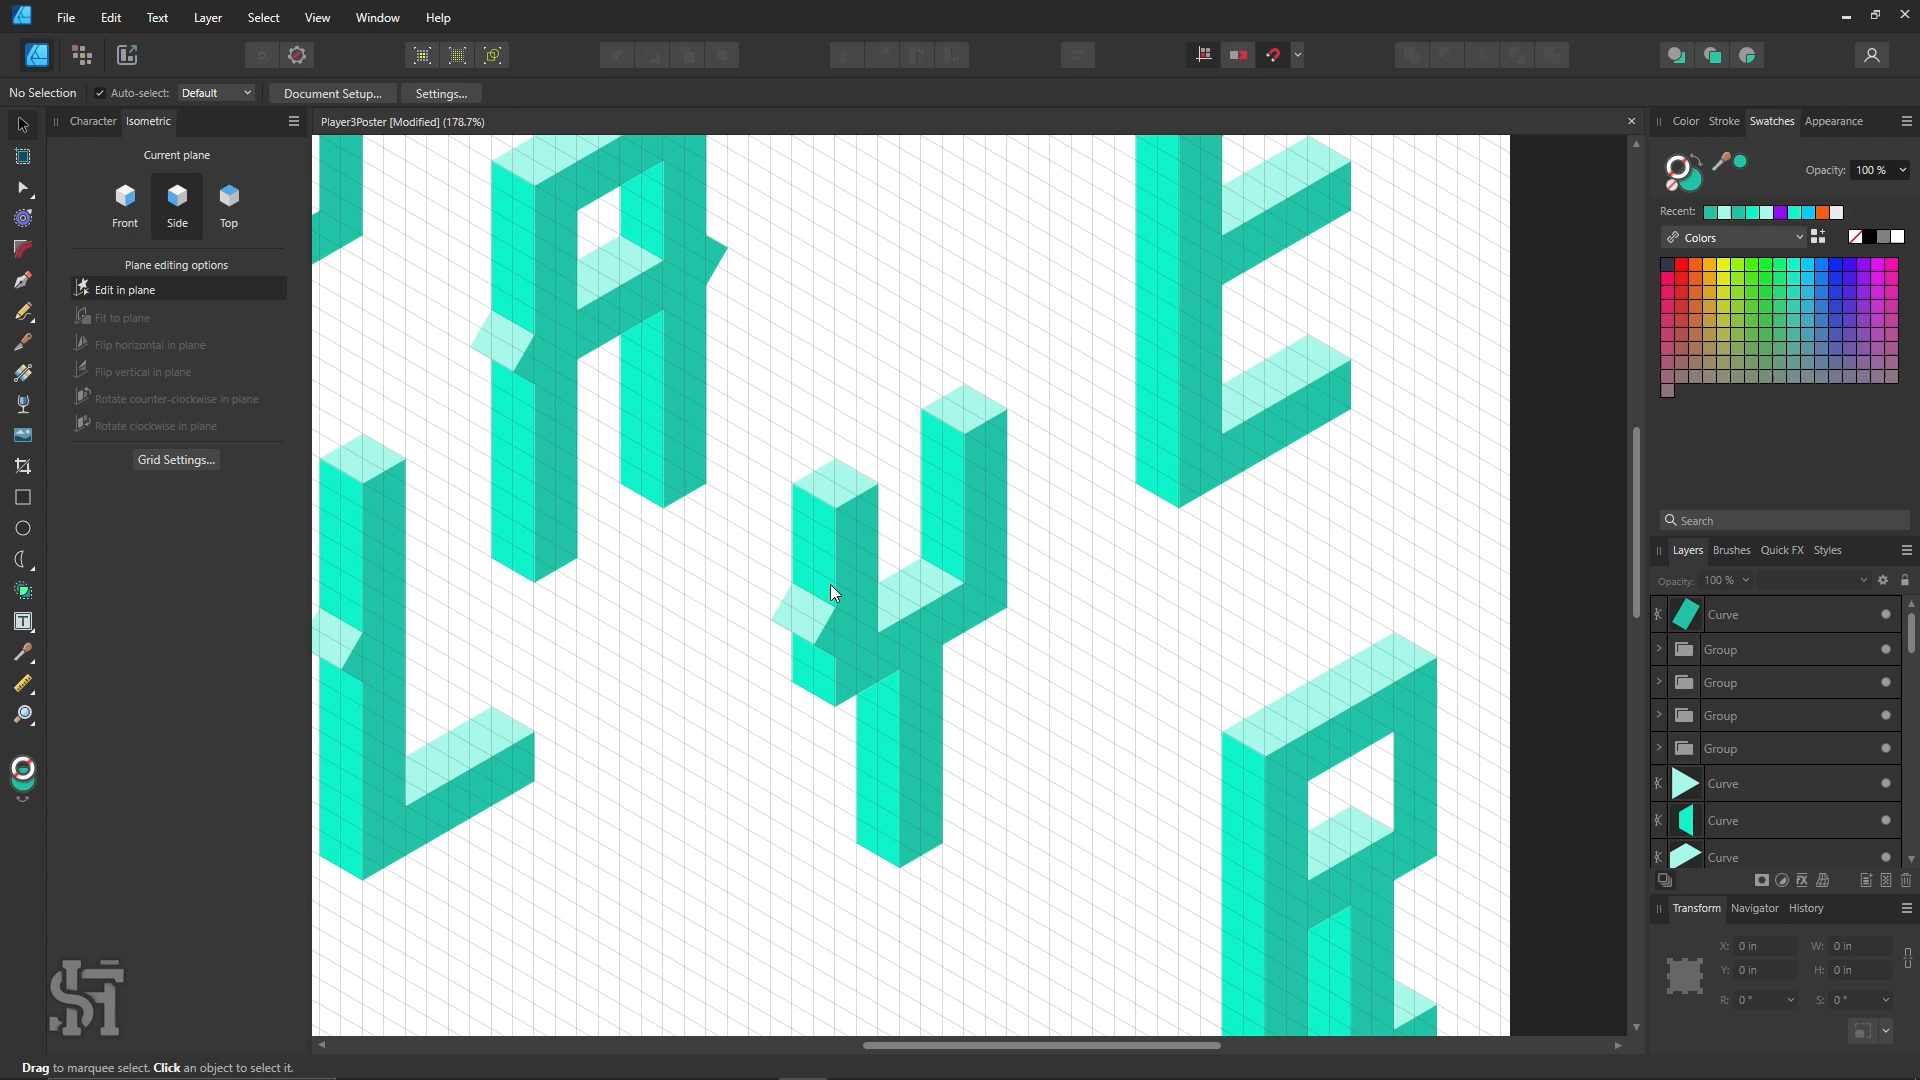 File Edit Text Layer Select View Window Help
No Selection Auto-select: Default Document Setup... Settings...
Character Isometric
Player3Poster [Modified] (178.7%)
Color Stroke Swatches Appearance
Current plane
Front Side Top
Opacity: 100 %
Recent:
Colors
Plane editing options
Edit in plane
Fit to plane
Flip horizontal in plane
Flip vertical in plane
Rotate counter-clockwise in plane
Rotate clockwise in plane
Grid Settings...
Search
Layers Brushes Quick FX Styles
Opacity: 100 %
Curve
Group
Group
Group
Group
Curve
Curve
Curve
Transform Navigator History
X: 0 in W: 0 in
Y: 0 in H: 0 in
R: 0 ° S: 0 °
A E L Y R
Drag to marquee select. Click an object to select it.